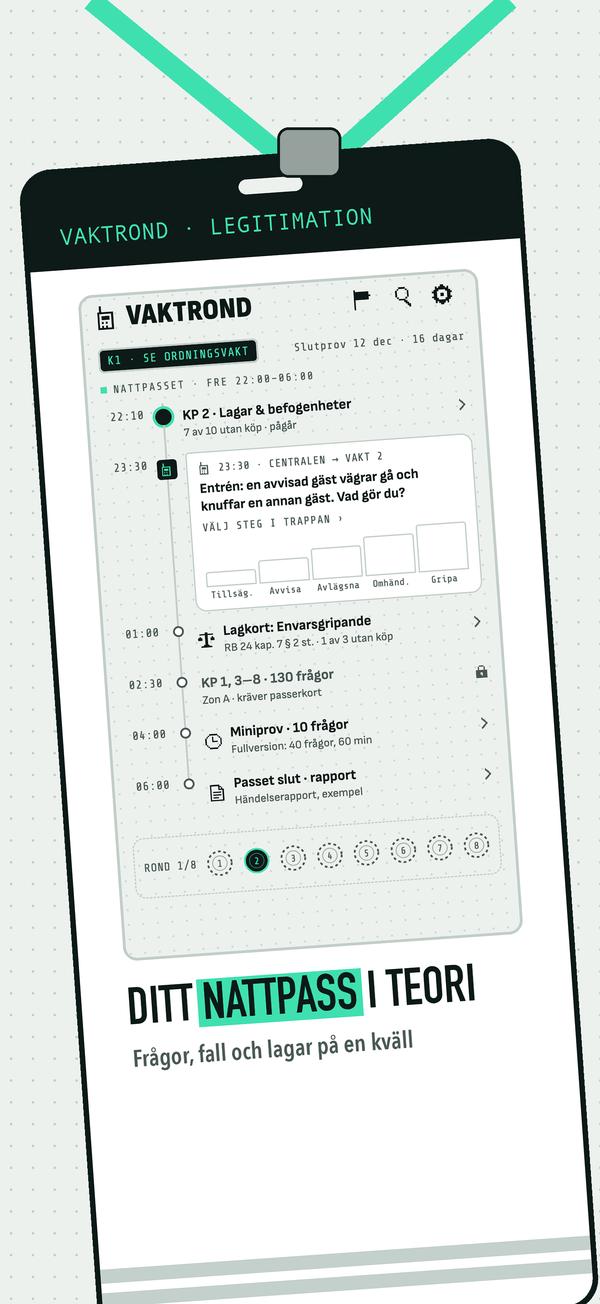 VAKTROND · LEGITIMATION
VAKTROND
K1 · SE ORDNINGSVAKT
Slutprov 12 dec · 16 dagar
NATTPASSET · FRE 22:00–06:00
22:10
KP 2 · Lagar & befogenheter
7 av 10 utan köp · pågår
23:30
23:30 · CENTRALEN → VAKT 2
Entrén: en avvisad gäst vägrar gå och
knuffar en annan gäst. Vad gör du?
VÄLJ STEG I TRAPPAN ›
Tillsäg. Avvisa Avlägsna Omhänd. Gripa
01:00
Lagkort: Envarsgripande
RB 24 kap. 7 § 2 st. · 1 av 3 utan köp
02:30
KP 1, 3–8 · 130 frågor
Zon A · kräver passerkort
04:00
Miniprov · 10 frågor
Fullversion: 40 frågor, 60 min
06:00
Passet slut · rapport
Händelserapport, exempel
ROND 1/8 1 2 3 4 5 6 7 8
DITT NATTPASS I TEORI
Frågor, fall och lagar på en kväll